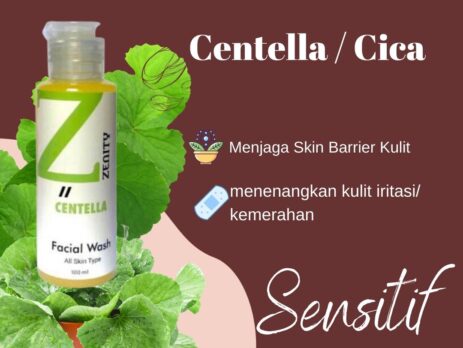 Centella / Cica
Menjaga Skin Barrier Kulit
menenangkan kulit iritasi/
kemerahan
Sensitif
Z
ZENITY
CENTELLA
Facial Wash
All Skin Type
100 ml